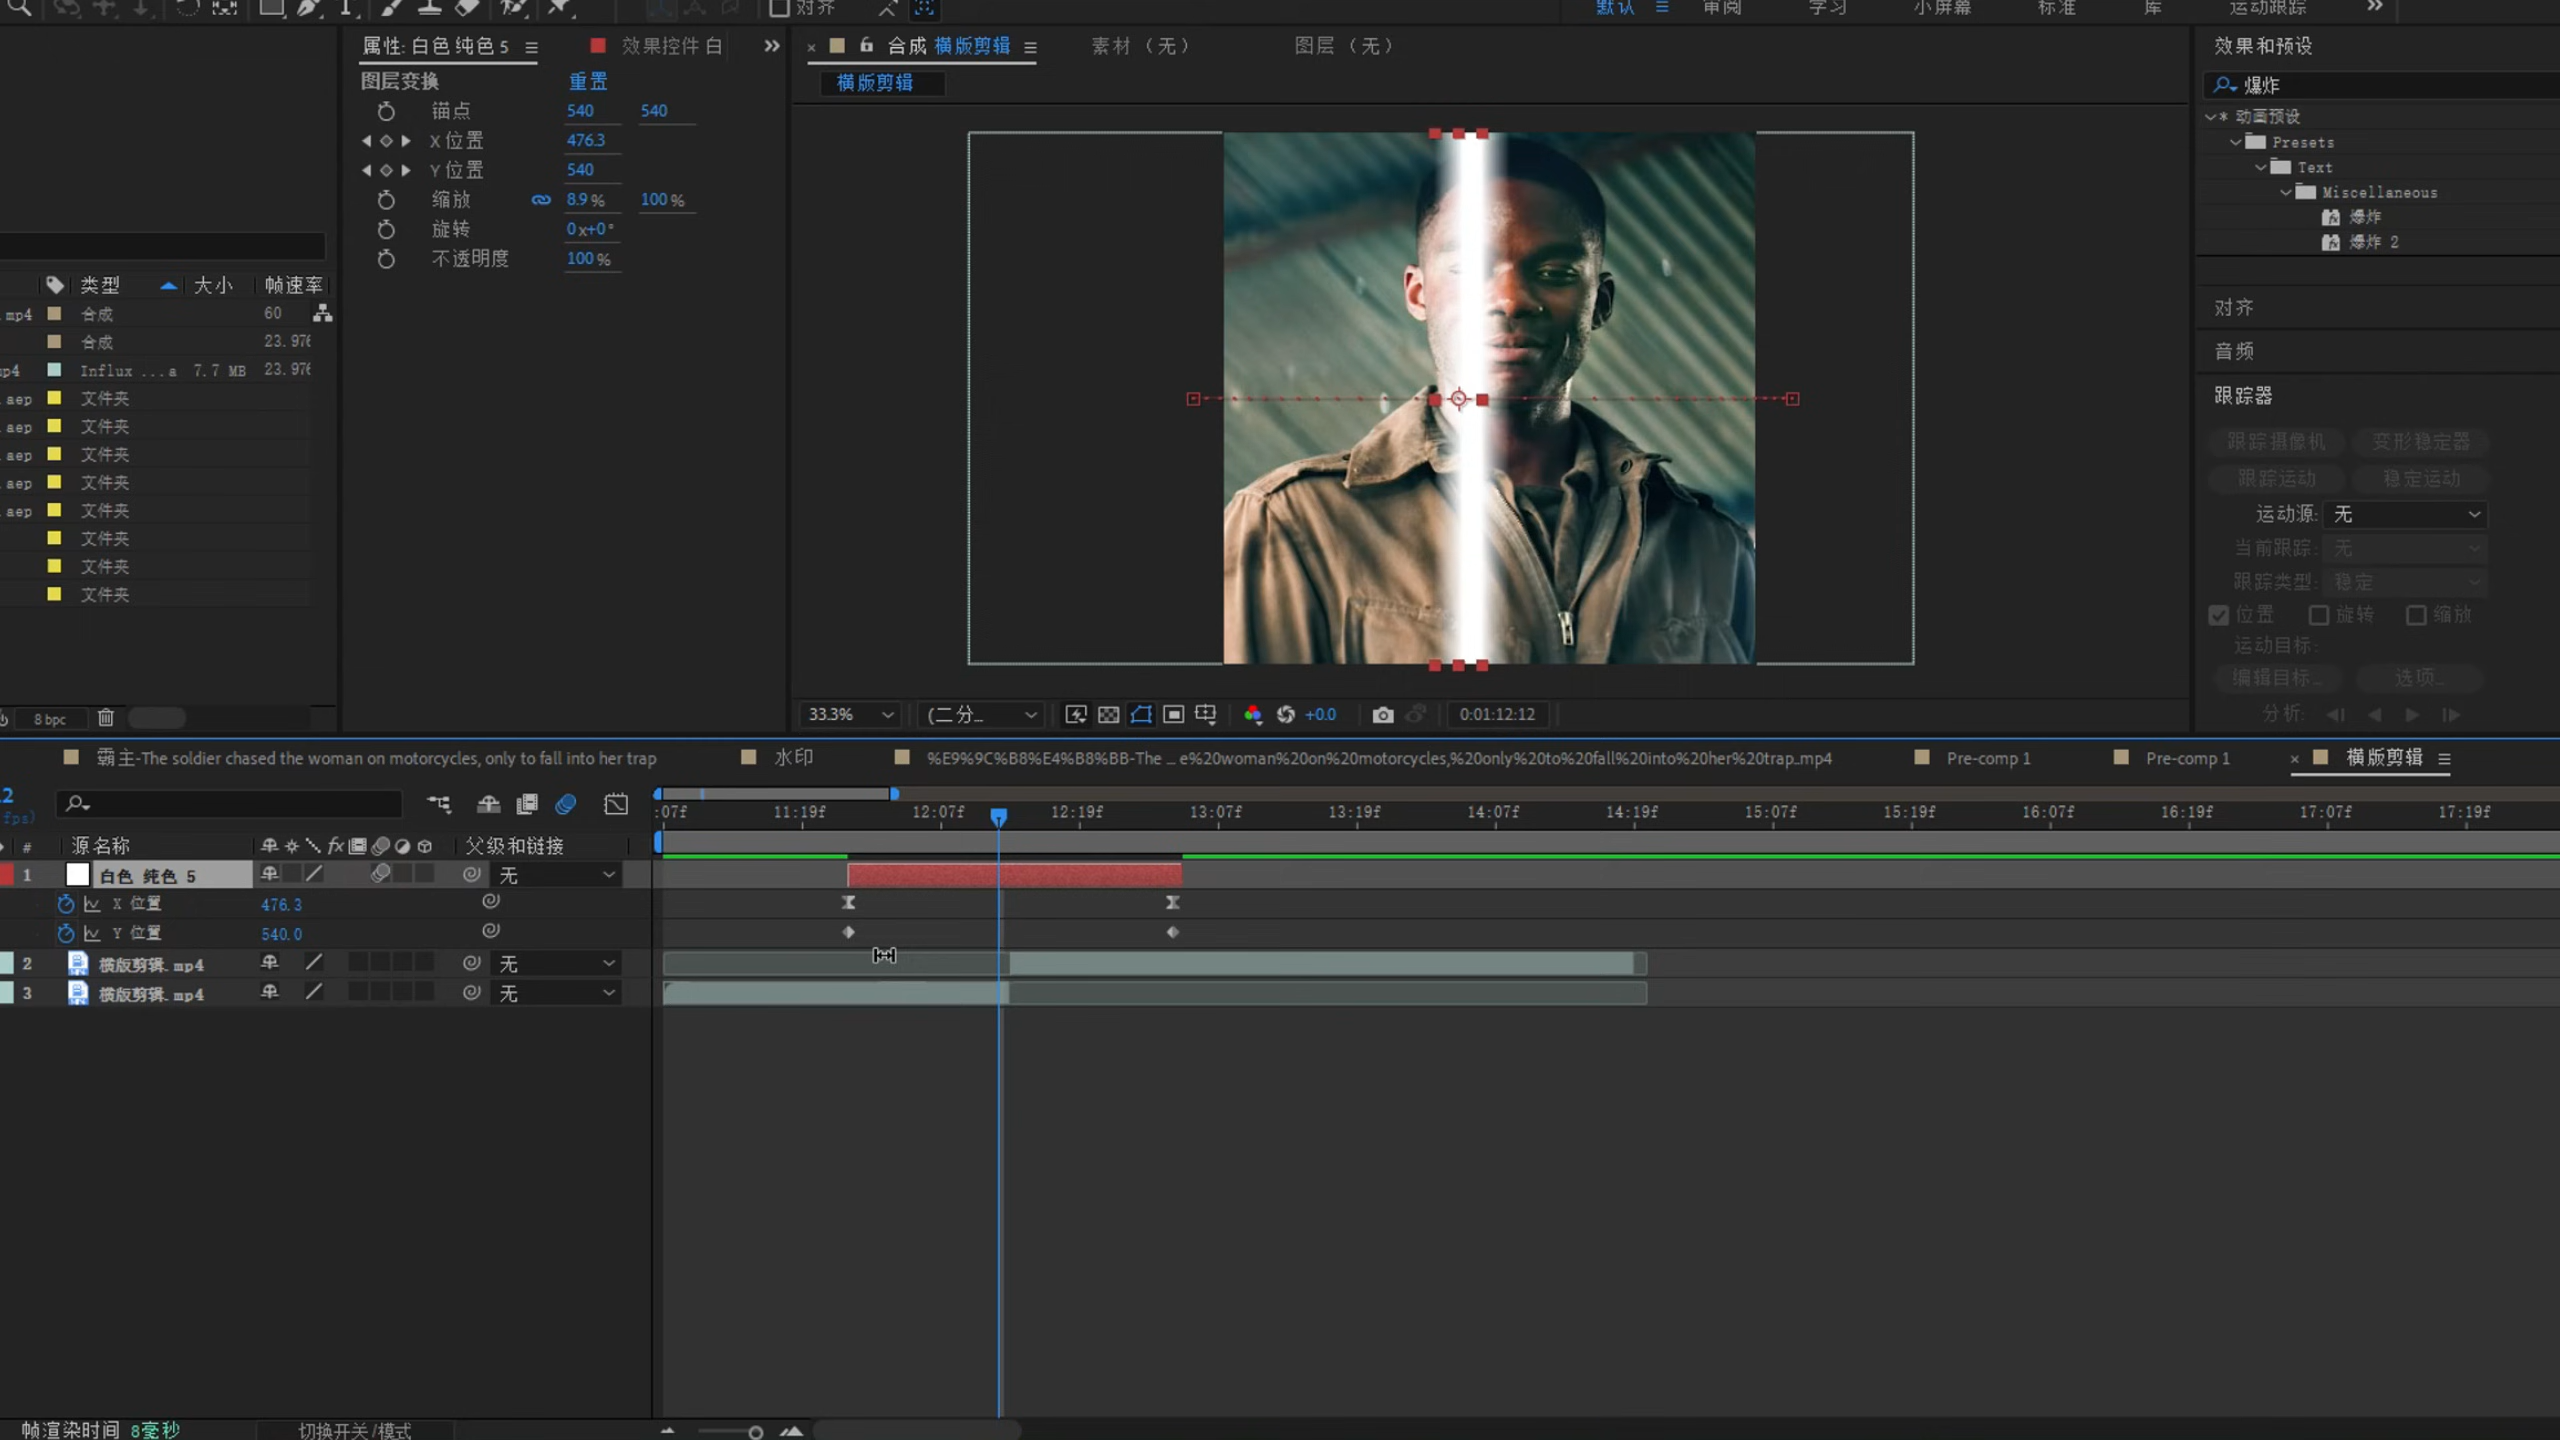 对齐
默认
审阅
学习
小屏幕
标准
库
运动跟踪
属性: 白色 纯色 5
效果控件 白
图层变换
重置
锚点 540 540
X 位置 476.3
Y 位置 540
缩放 8.9 % 100 %
旋转 0 x+0°
不透明度 100 %
类型 大小 帧速率
.mp4 合成 60
合成 23.976
p4 Influx ...a 7.7 MB 23.976
.aep 文件夹
.aep 文件夹
.aep 文件夹
.aep 文件夹
.aep 文件夹
文件夹
文件夹
文件夹
8 bpc
合成 横版剪辑
素材 (无)
图层 (无)
横版剪辑
33.3%
(二分...
+0.0
0:01:12:12
效果和预设
爆炸
* 动画预设
Presets
Text
Miscellaneous
爆炸
爆炸 2
对齐
音频
跟踪器
跟踪摄像机 变形稳定器
跟踪运动 稳定运动
运动源: 无
当前跟踪: 无
跟踪类型: 稳定
位置 旋转 缩放
运动目标:
编辑目标... 选项...
分析:
霸主-The soldier chased the woman on motorcycles, only to fall into her trap
水印
%E9%9C%B8%E4%B8%BB-The ... e%20woman%20on%20motorcycles,%20only%20to%20fall%20into%20her%20trap.mp4
Pre-comp 1
Pre-comp 1
横版剪辑
2
fps)
:07f 11:19f 12:07f 12:19f 13:07f 13:19f 14:07f 14:19f 15:07f 15:19f 16:07f 16:19f 17:07f 17:19f
# 源名称 fx 父级和链接
1 白色 纯色 5 无
X 位置 476.3
Y 位置 540.0
2 横版剪辑.mp4 无
3 横版剪辑.mp4 无
帧渲染时间 8毫秒
切换开关/模式